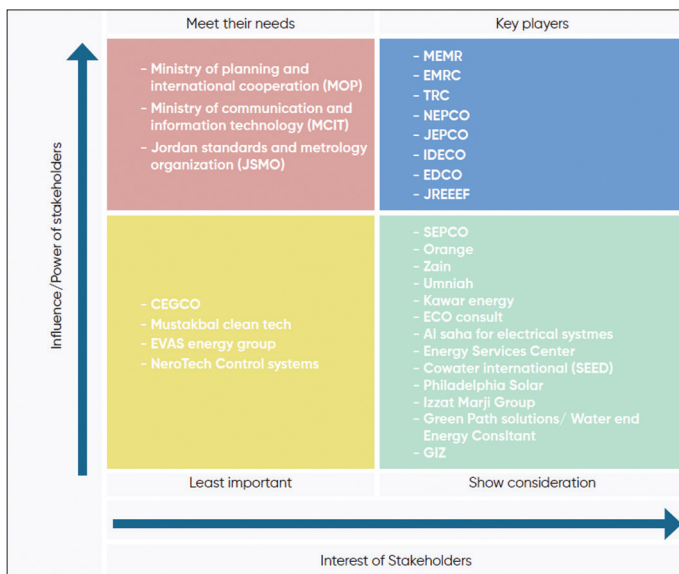 Meet their needs
Key players
- Ministry of planning and
international cooperation (MOP)
- Ministry of communication and
information technology (MCIT)
- Jordan standards and metrology
organization (JSMO)
- MEMR
- EMRC
- TRC
- NEPCO
- JEPCO
- IDECO
- EDCO
- JREEEF
Influence/Power of stakeholders
- CEGCO
- Mustakbal clean tech
- EVAS energy group
- NeroTech Control systems
- SEPCO
- Orange
- Zain
- Umniah
- Kawar energy
- ECO consult
- Al saha for electrical systmes
- Energy Services Center
- Cowater international (SEED)
- Philadelphia Solar
- Izzat Marji Group
- Green Path solutions/ Water end
Energy Consltant
- GIZ
Least important
Show consideration
Interest of Stakeholders